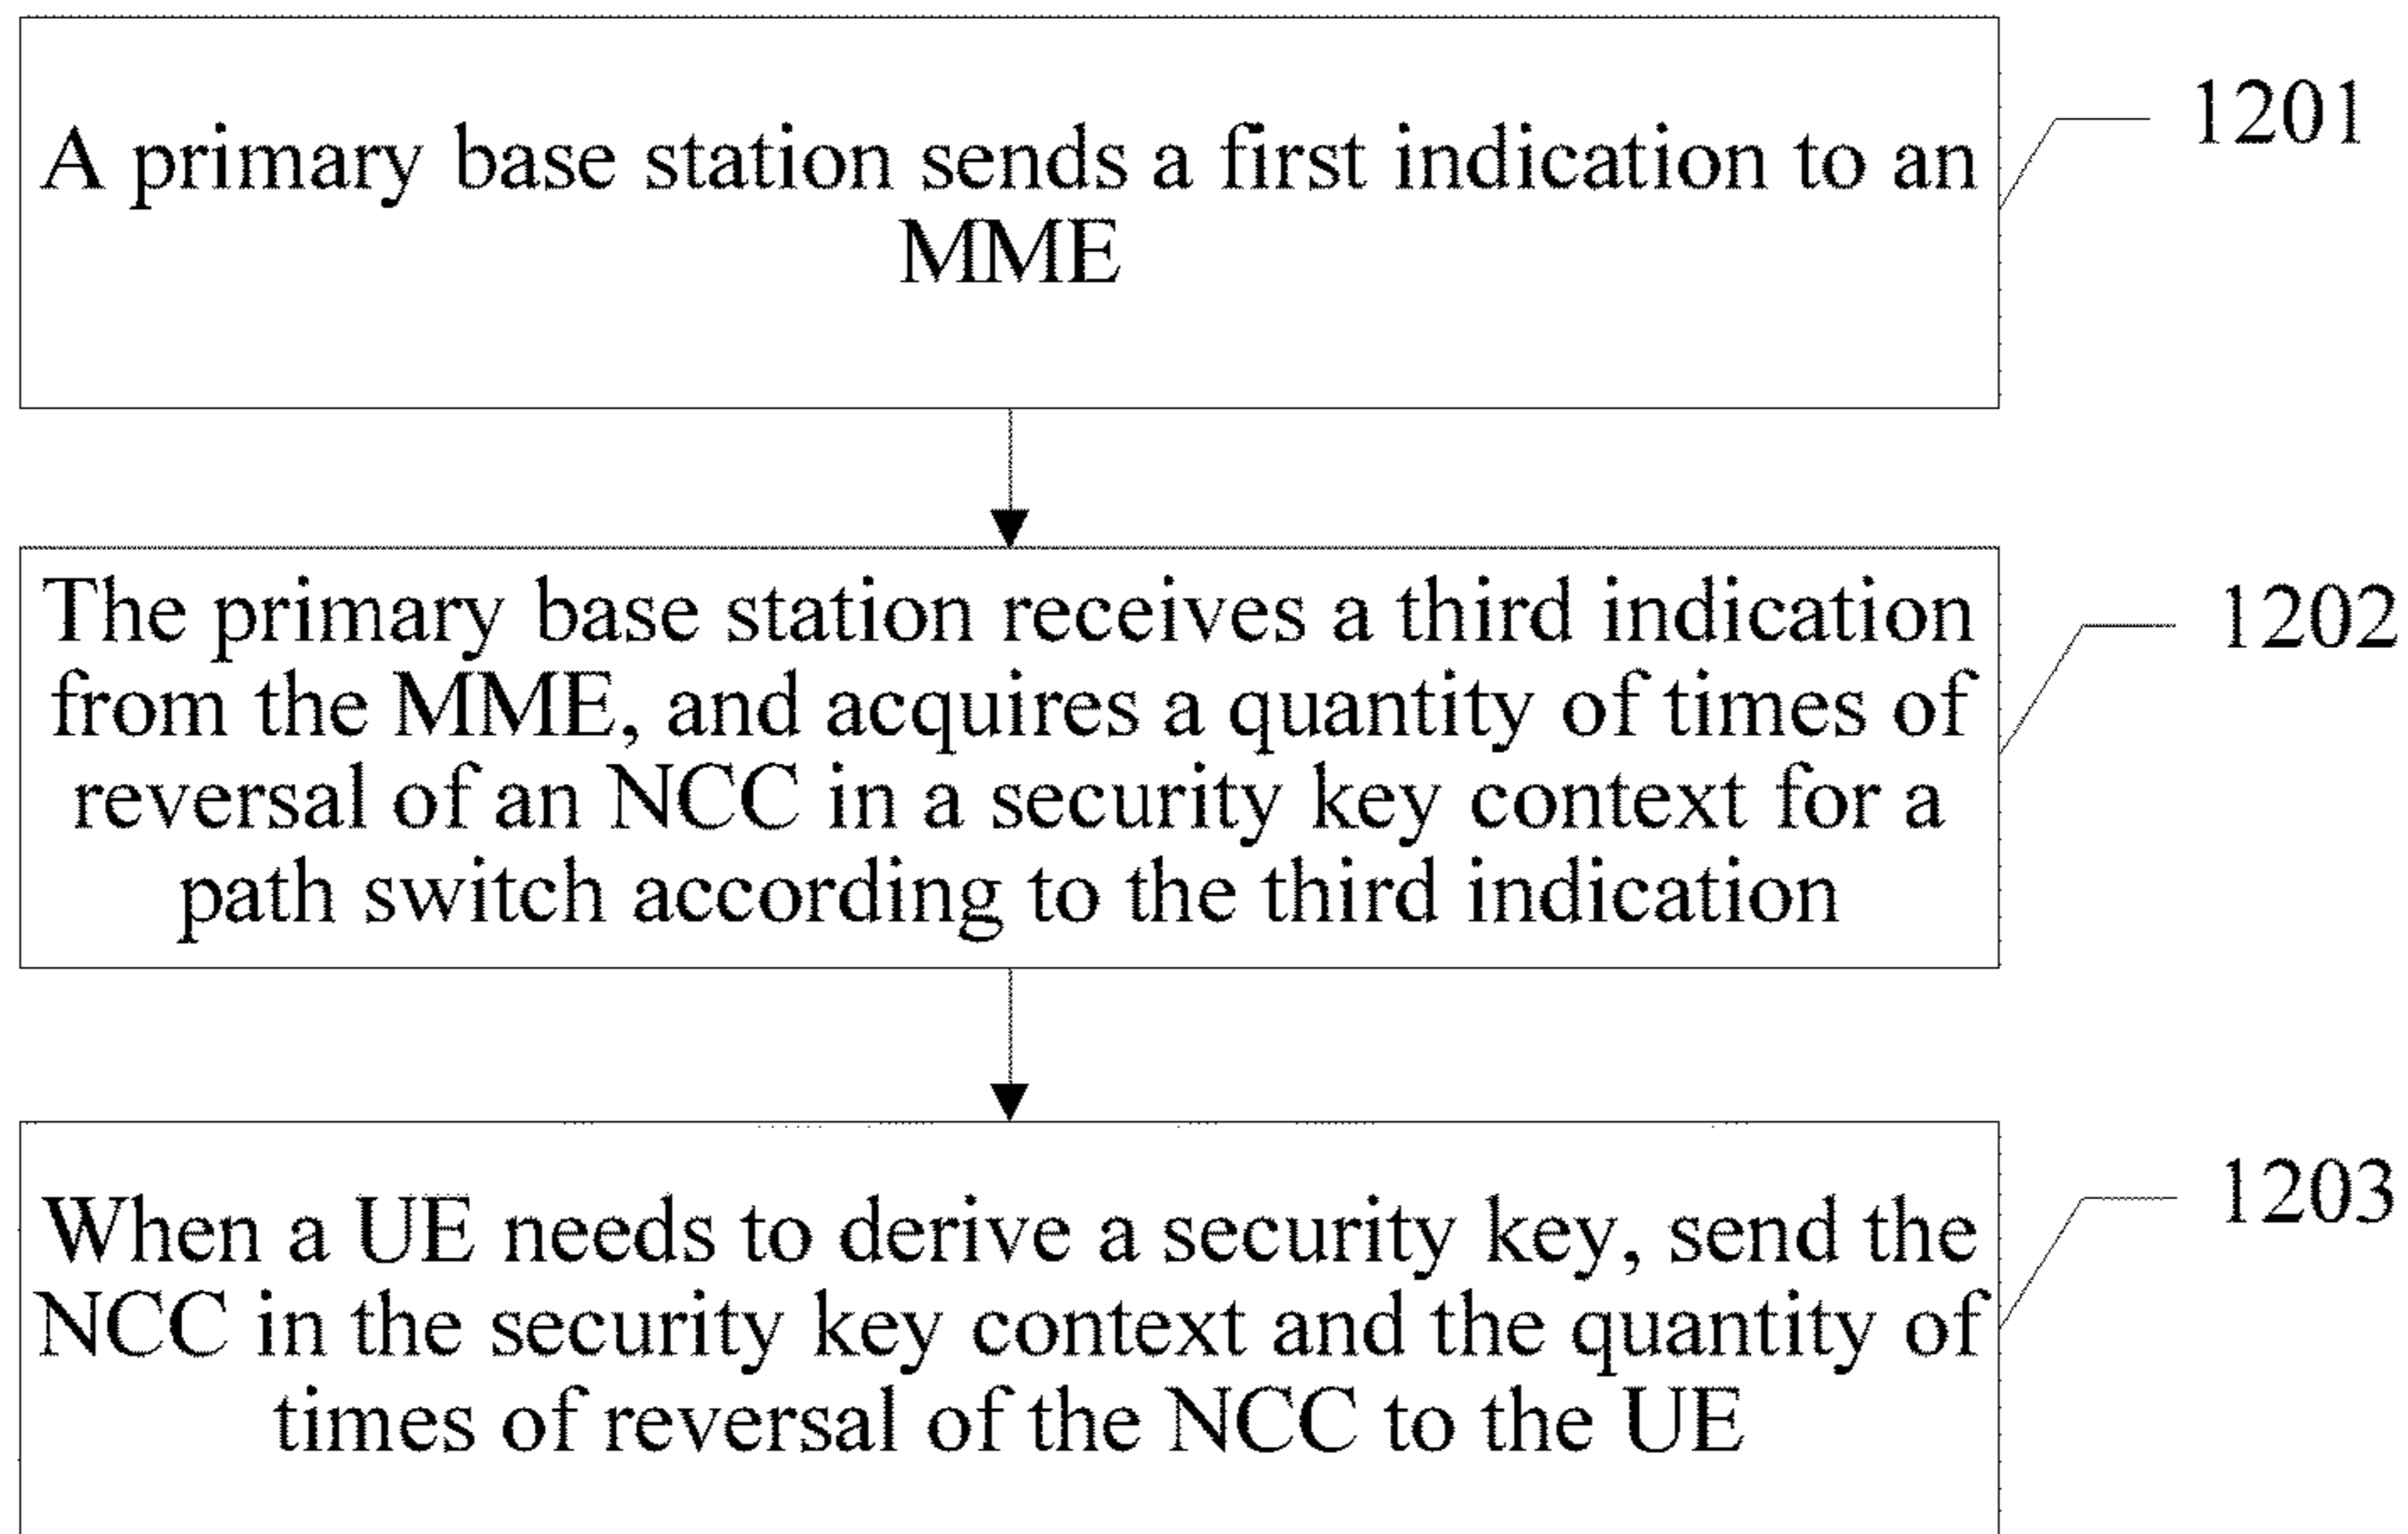 A primary base station sends a first indication to an
MME
1201
The primary base station receives a third indication
from the MME, and acquires a quantity of times of
reversal of an NCC in a security key context for a
path switch according to the third indication
1202
When a UE needs to derive a security key, send the
NCC in the security key context and the quantity of
times of reversal of the NCC to the UE
1203